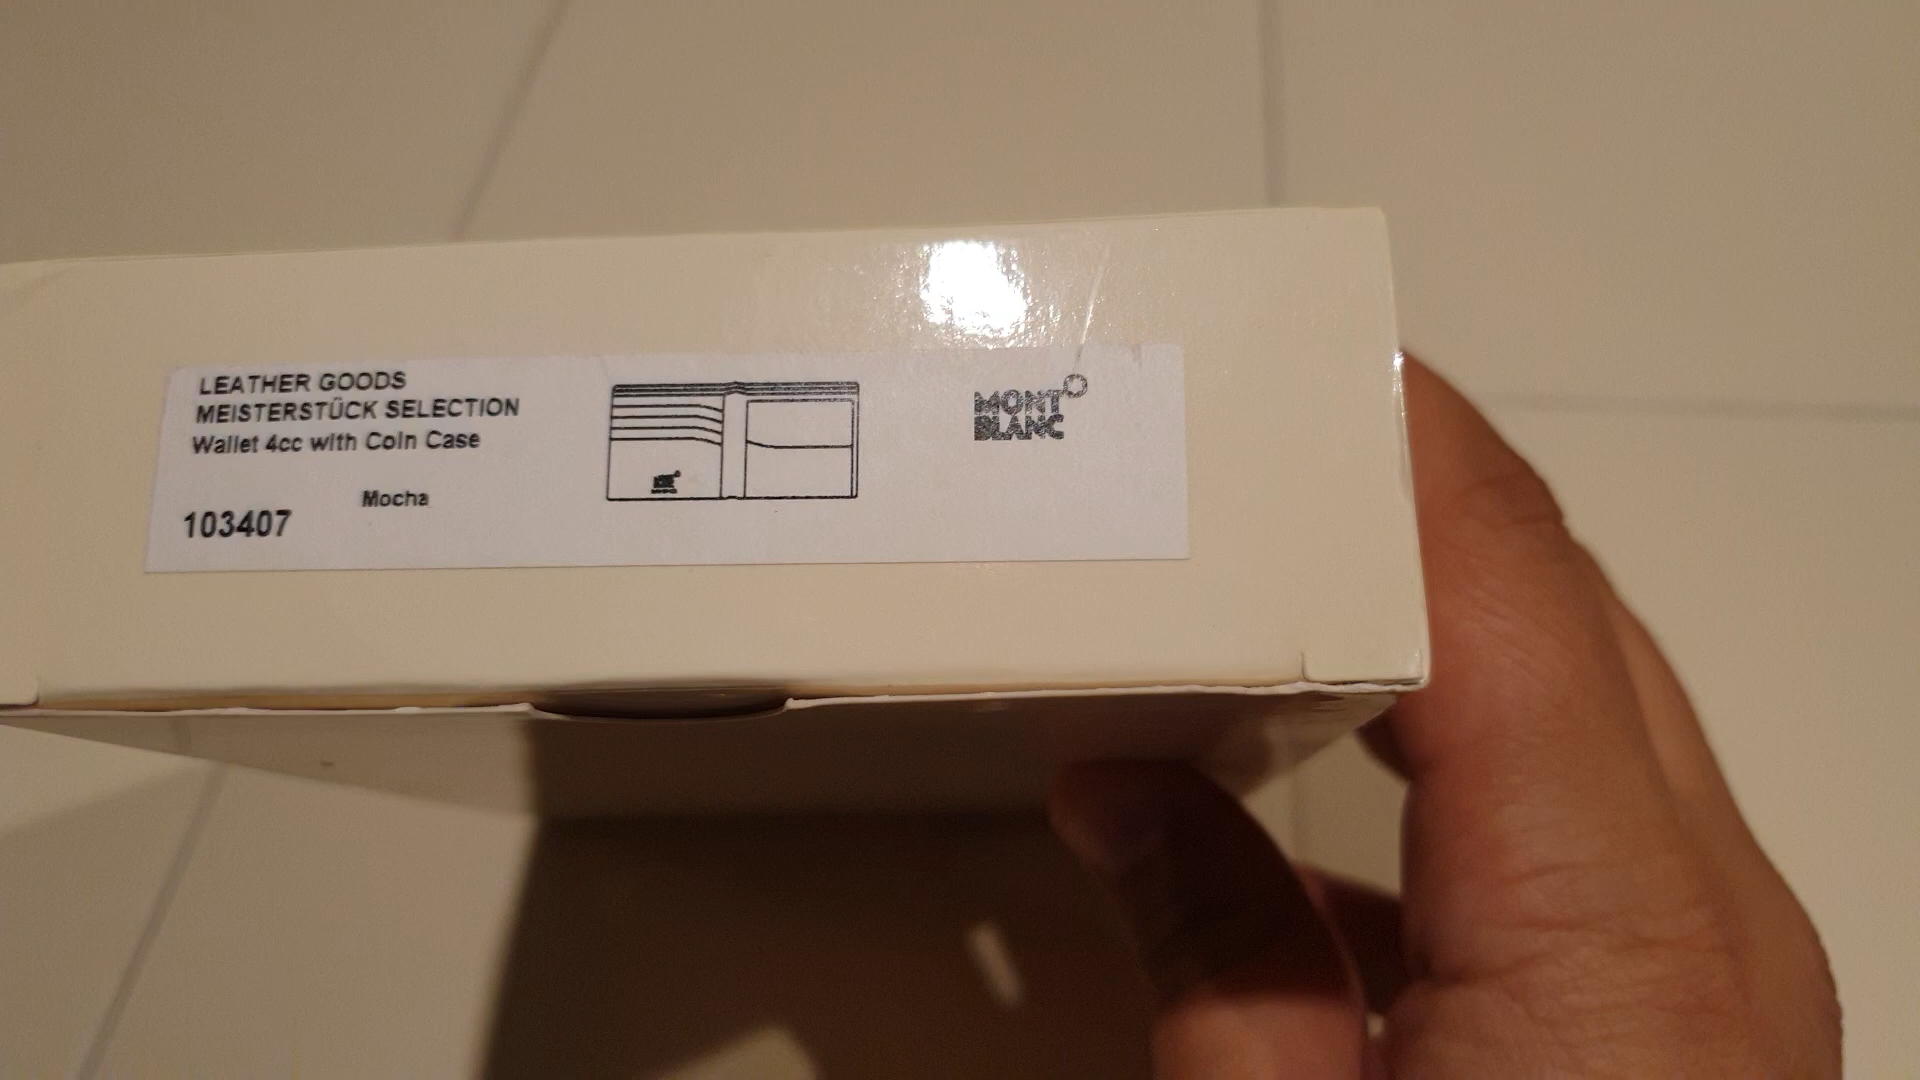 LEATHER GOODS
MEISTERSTÜCK SELECTION
Wallet 4cc with Coin Case
Mocha
103407
MONT
BLANC